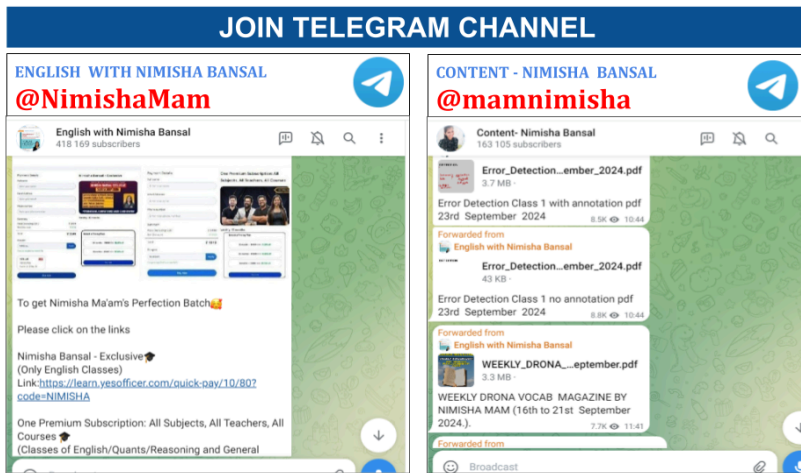 JOIN TELEGRAM CHANNEL
ENGLISH WITH NIMISHA BANSAL
@NimishaMam
English with Nimisha Bansal
418 169 subscribers
To get Nimisha Ma'am's Perfection Batch🥰
Please click on the links
Nimisha Bansal - Exclusive🎓
(Only English Classes)
Link:https://learn.yesofficer.com/quick-pay/10/80?
code=NIMISHA
One Premium Subscription: All Subjects, All Teachers, All
Courses 🎓
(Classes of English/Quants/Reasoning and General
CONTENT - NIMISHA BANSAL
@mamnimisha
Content- Nimisha Bansal
163 105 subscribers
Error_Detection...ember_2024.pdf
3.7 MB
Error Detection Class 1 with annotation pdf
23rd September 2024
8.5K 10:44
Forwarded from
English with Nimisha Bansal
Error_Detection...ember_2024.pdf
43 KB
Error Detection Class 1 no annotation pdf
23rd September 2024
8.8K 10:44
Forwarded from
English with Nimisha Bansal
WEEKLY_DRONA_...eptember.pdf
3.3 MB
WEEKLY DRONA VOCAB MAGAZINE BY
NIMISHA MAM (16th to 21st September
2024.).
7.7K 11:41
Forwarded from
Broadcast